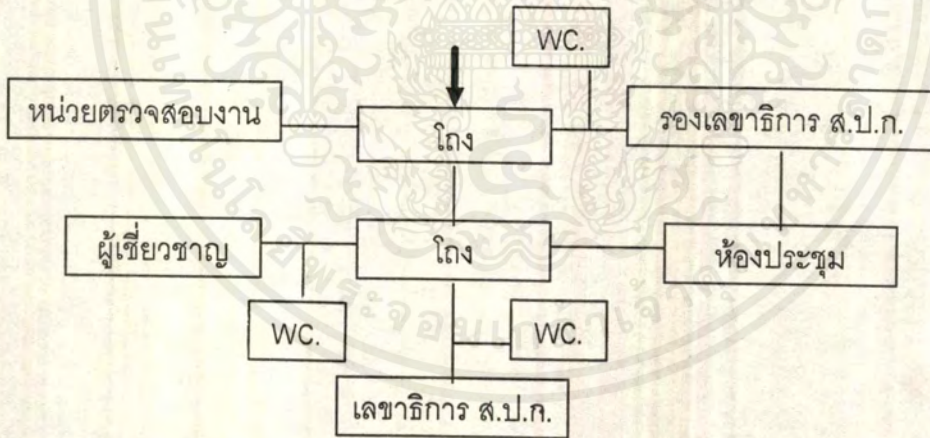 WC.
หน่วยตรวจสอบงาน
โถง
รองเลขาธิการ ส.ป.ก.
ผู้เชี่ยวชาญ
โถง
ห้องประชุม
WC.
WC.
เลขาธิการ ส.ป.ก.